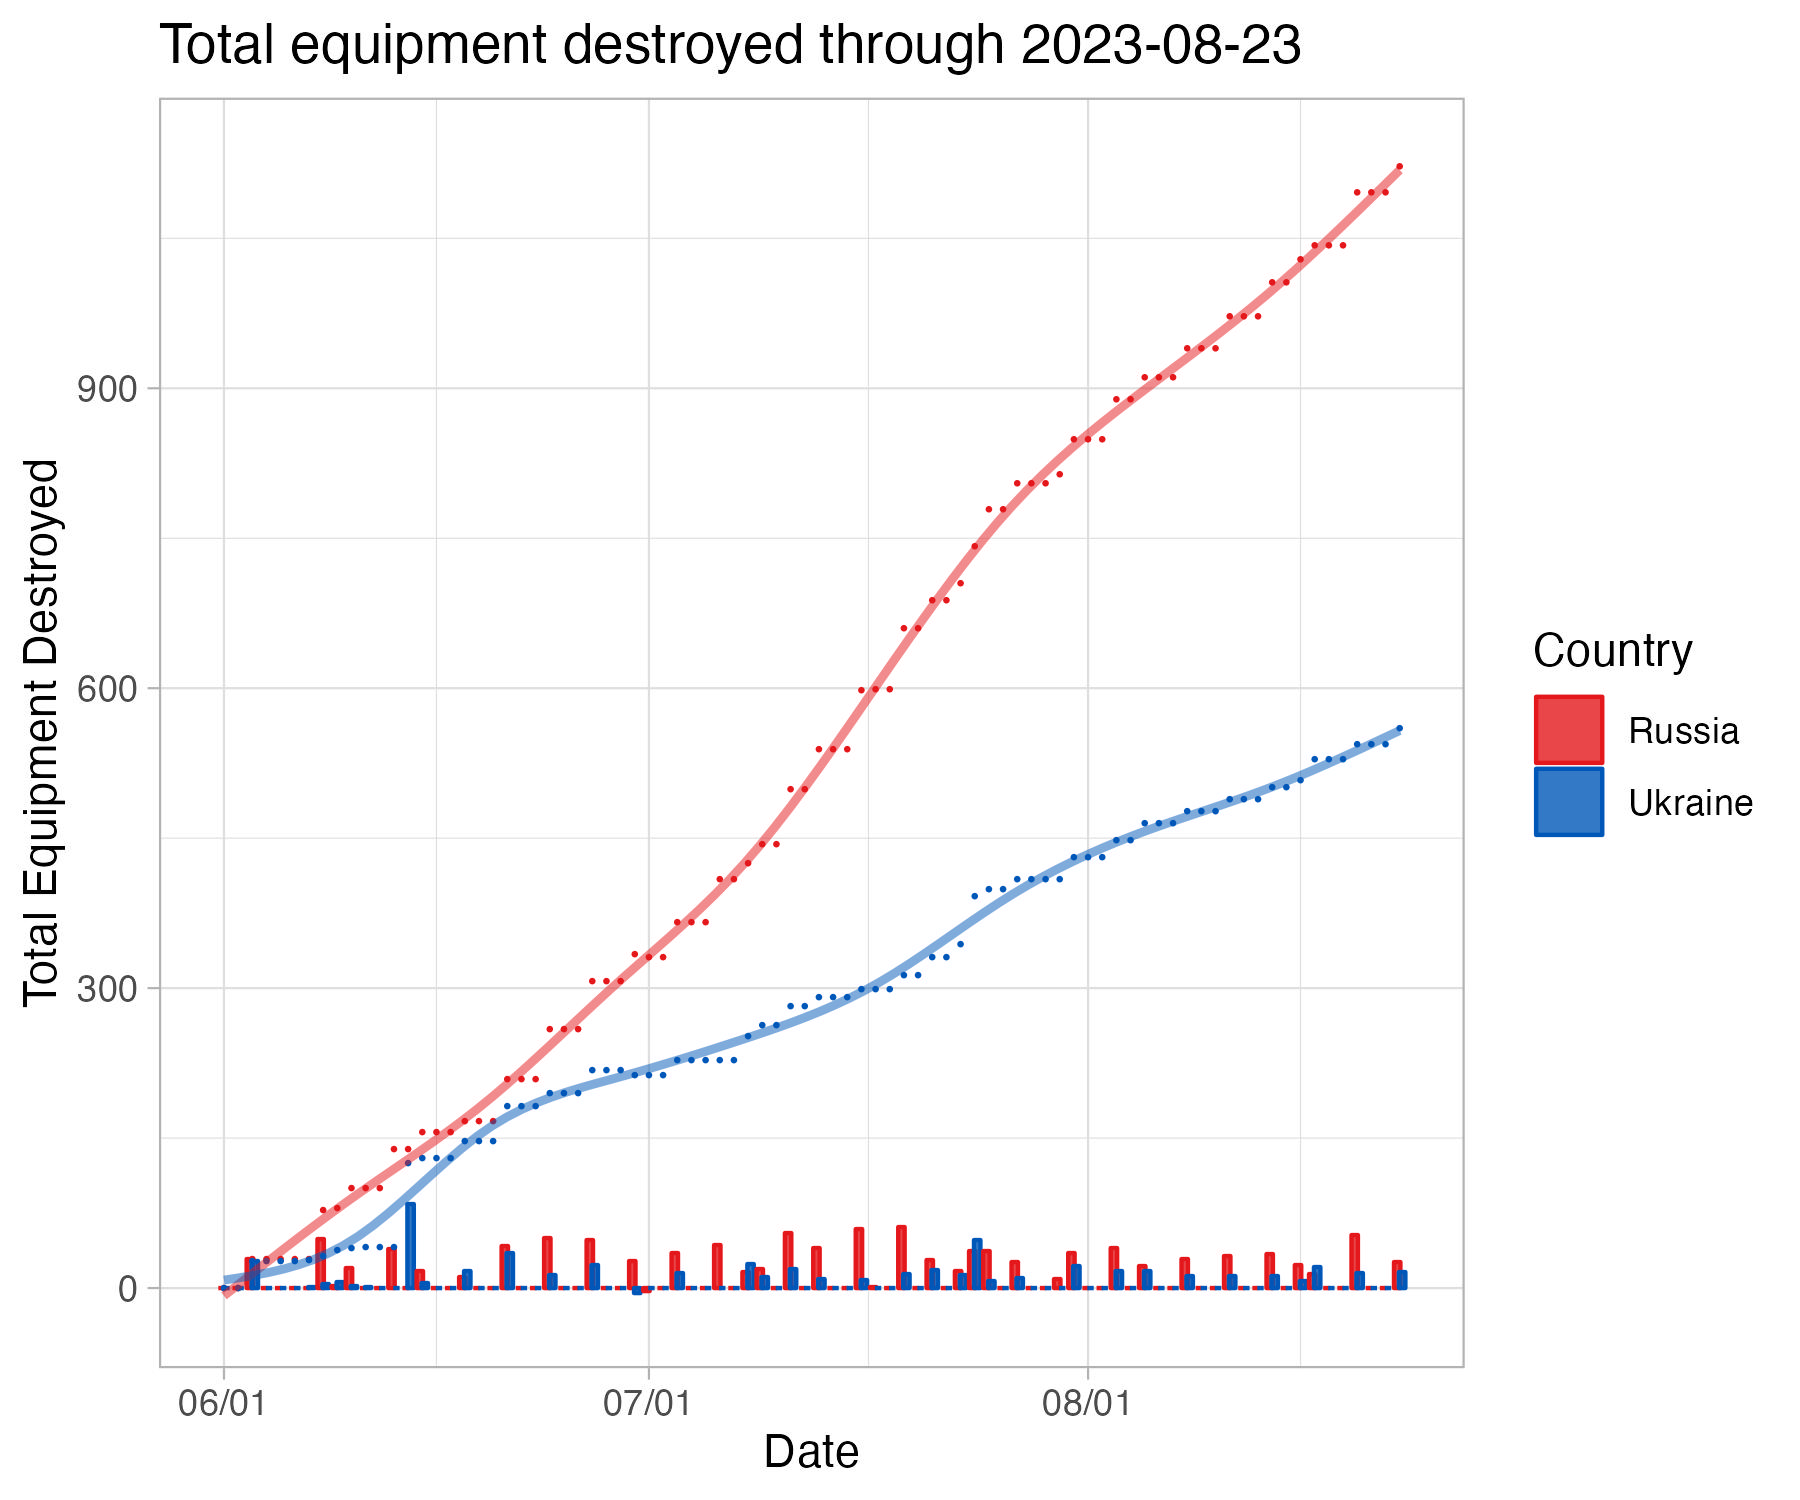 Total equipment destroyed through 2023-08-23
Total Equipment Destroyed
900
600
300
0
06/01
07/01
08/01
Date
Country
Russia
Ukraine